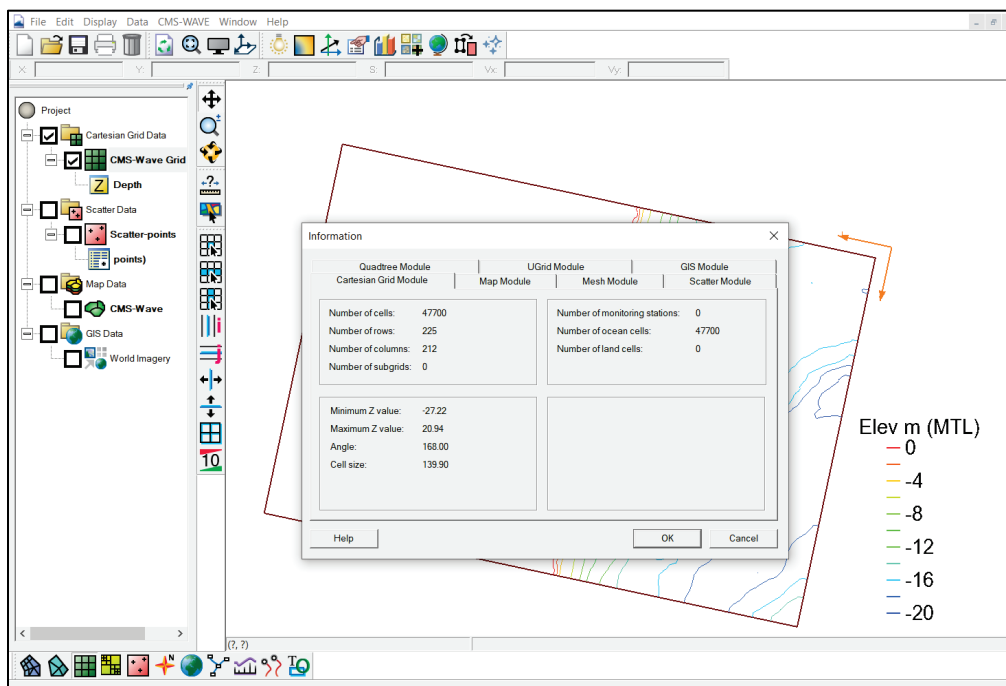 File Edit Display Data CMS-WAVE Window Help
X: Y: Z: S: Vx: Vy:
Project
Cartesian Grid Data
CMS-Wave Grid
Z Depth
Scatter Data
Scatter-points
points)
Map Data
CMS-Wave
GIS Data
World Imagery
10
Information
Quadtree Module UGrid Module GIS Module
Cartesian Grid Module Map Module Mesh Module Scatter Module
Number of cells: 47700
Number of rows: 225
Number of columns: 212
Number of subgrids: 0
Number of monitoring stations: 0
Number of ocean cells: 47700
Number of land cells: 0
Minimum Z value: -27.22
Maximum Z value: 20.94
Angle: 168.00
Cell size: 139.90
Help OK Cancel
Elev m (MTL)
0
-4
-8
-12
-16
-20
(?, ?)
N